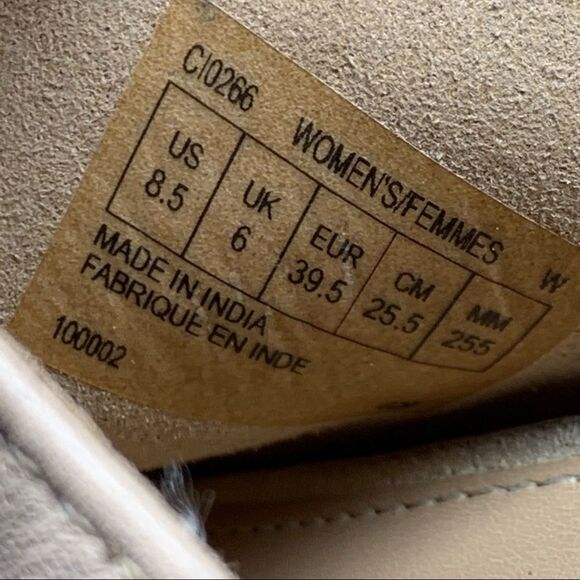 CI0266 WOMEN'S/FEMMES W
US UK EUR CM MM
8.5 6 39.5 25.5 255
MADE IN INDIA
FABRIQUE EN INDE
100002